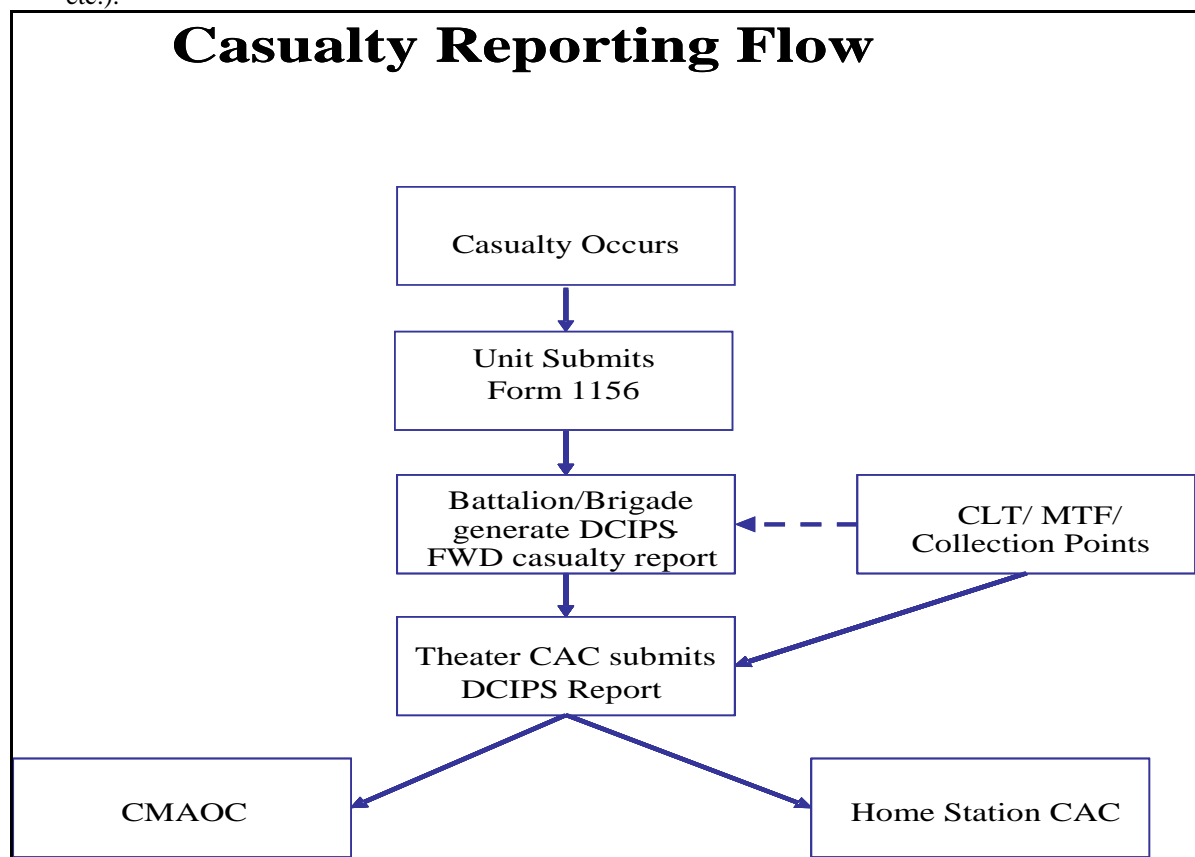 etc.).
Casualty Reporting Flow
Casualty Occurs
Unit Submits
Form 1156
Battalion/Brigade
generate DCIPS-
FWD casualty report
CLT/ MTF/
Collection Points
Theater CAC submits
DCIPS Report
CMAOC
Home Station CAC